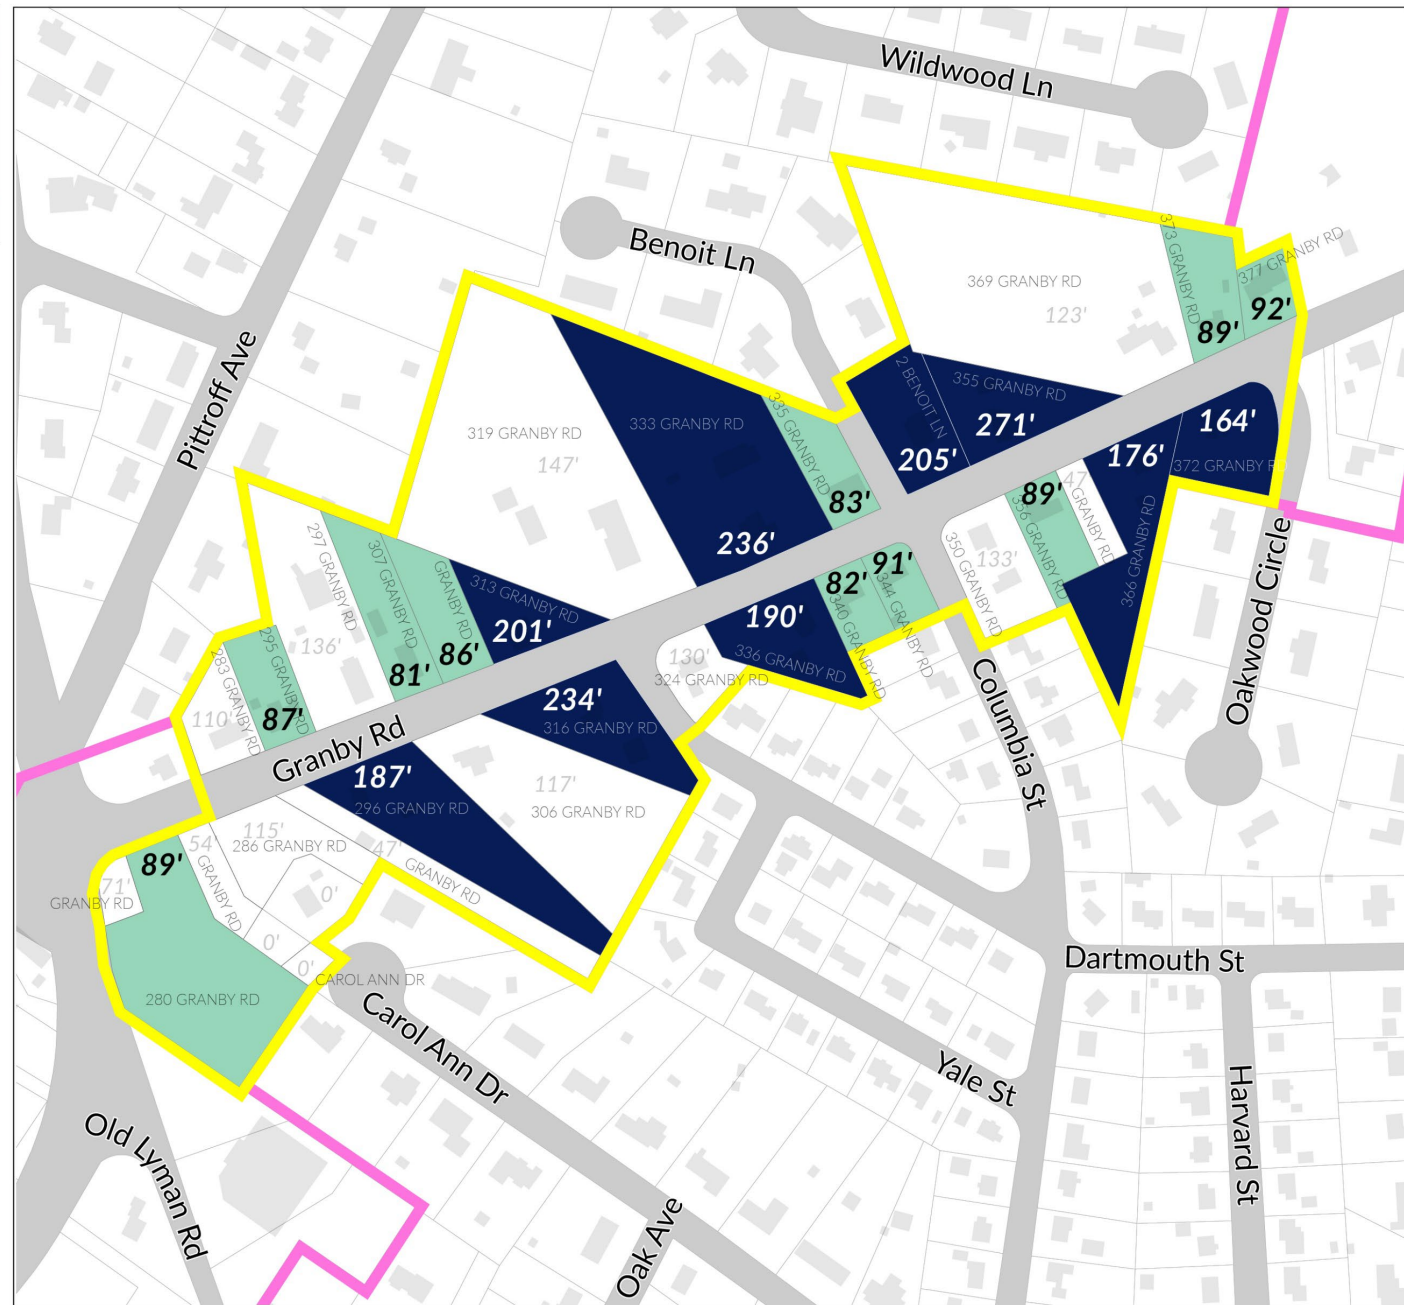 Wildwood Ln
Benoit Ln
373 GRANBY RD
377 GRANBY RD
369 GRANBY RD
123'
92'
89'
Pittroff Ave
2 BENOIT LN
355 GRANBY RD
271'
205'
164'
176'
372 GRANBY RD
335 GRANBY RD
333 GRANBY RD
319 GRANBY RD
147'
83'
236'
89'
356 GRANBY RD
47'
GRANBY RD
366 GRANBY RD
350 GRANBY RD
133'
91'
82'
344 GRANBY RD
340 GRANBY RD
297 GRANBY RD
307 GRANBY RD
GRANBY RD
313 GRANBY RD
201'
86'
81'
136'
190'
336 GRANBY RD
130'
324 GRANBY RD
295 GRANBY RD
283 GRANBY RD
110'
87'
234'
316 GRANBY RD
Granby Rd
Columbia St
Oakwood Circle
187'
296 GRANBY RD
117'
306 GRANBY RD
115'
286 GRANBY RD
54'
GRANBY RD
47'
GRANBY RD
89'
71'
GRANBY RD
0'
0'
0'
CAROL ANN DR
280 GRANBY RD
Carol Ann Dr
Dartmouth St
Yale St
Harvard St
Old Lyman Rd
Oak Ave